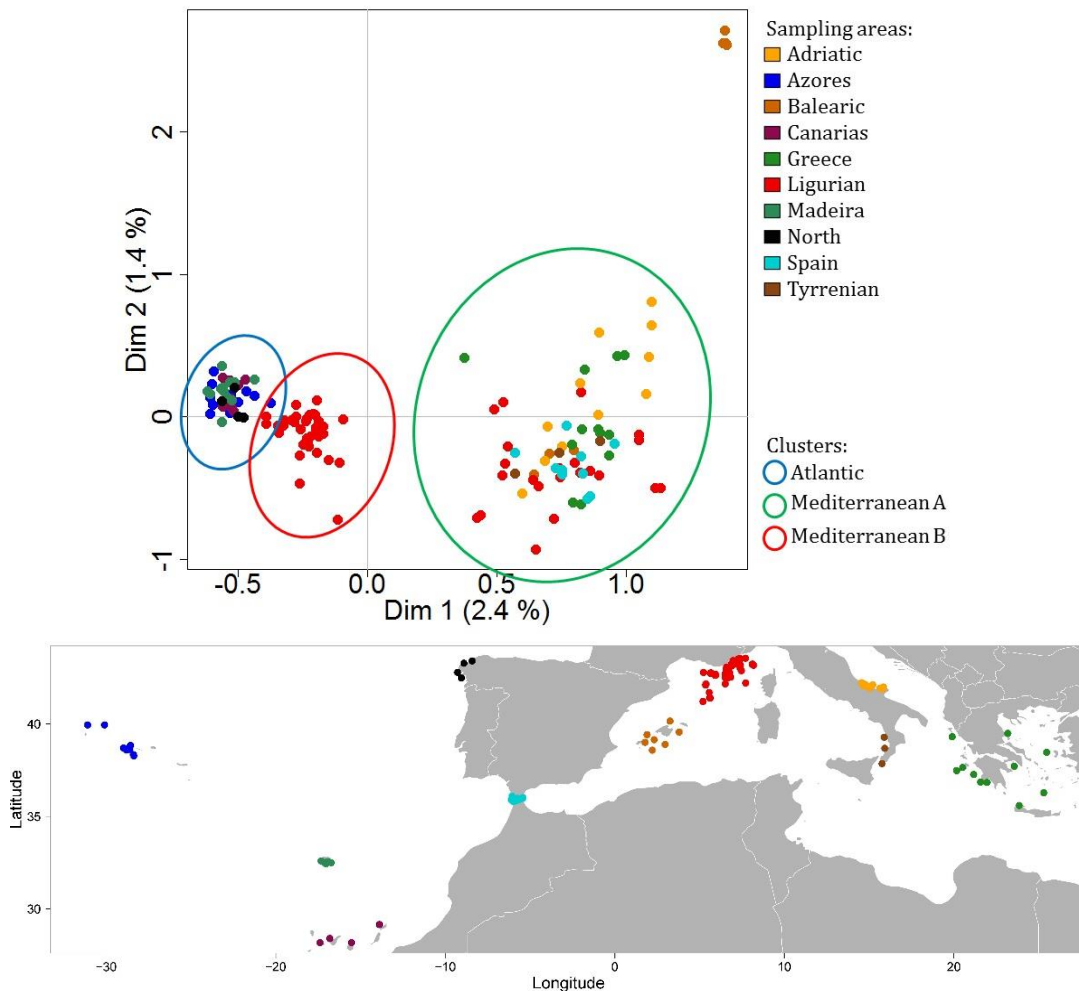 Dim 2 (1.4 %)
2
1
0
-1
-0.5
0.0
0.5
1.0
Dim 1 (2.4 %)
Sampling areas:
Adriatic
Azores
Balearic
Canarias
Greece
Ligurian
Madeira
North
Spain
Tyrrenian
Clusters:
Atlantic
Mediterranean A
Mediterranean B
Latitude
40
35
30
−30
−20
−10
0
10
20
Longitude